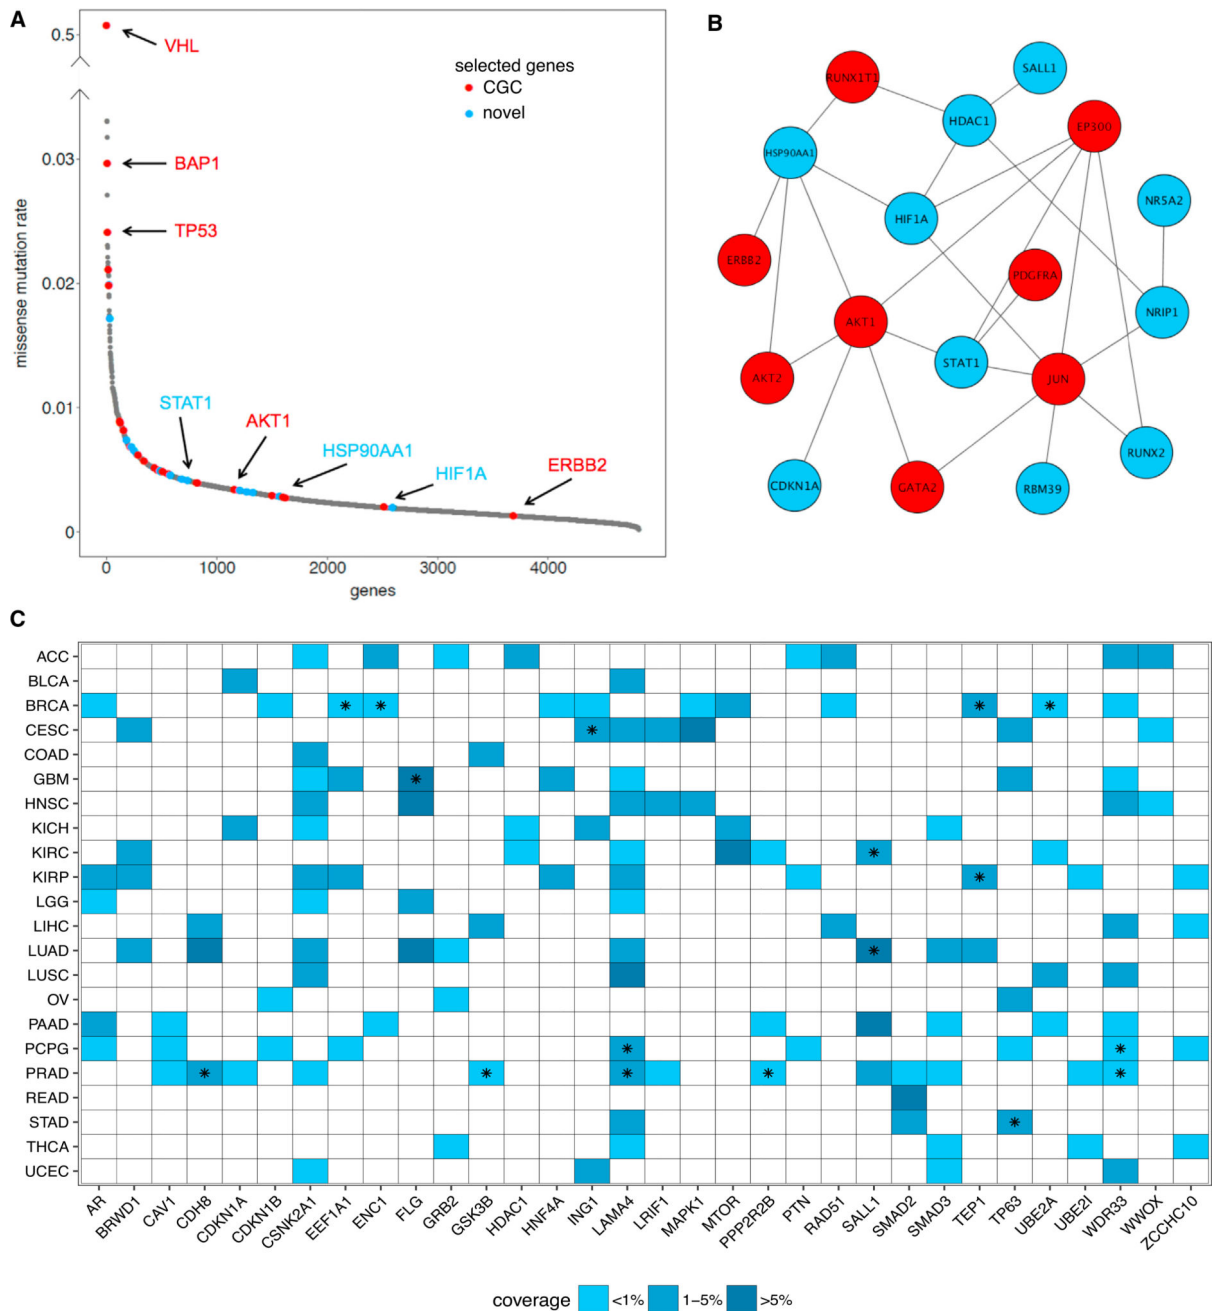 A
B
0.5
VHL
selected genes
CGC
novel
0.03
BAP1
TP53
0.02
missense mutation rate
0.01
STAT1
AKT1
HSP90AA1
HIF1A
ERBB2
0
0 1000 2000 3000 4000
genes
RUNX1T1
SALL1
HDAC1
EP300
HSP90AA1
NR5A2
HIF1A
ERBB2
PDGFRA
NRIP1
AKT1
STAT1
AKT2
JUN
RUNX2
CDKN1A
GATA2
RBM39
C
ACC
BLCA
BRCA
CESC
COAD
GBM
HNSC
KICH
KIRC
KIRP
LGG
LIHC
LUAD
LUSC
OV
PAAD
PCPG
PRAD
READ
STAD
THCA
UCEC
AR
BRWD1
CAV1
CDH8
CDKN1A
CDKN1B
CSNK2A1
EEF1A1
ENC1
FLG
GRB2
GSK3B
HDAC1
HNF4A
ING1
LAMA4
LRIF1
MAPK1
MTOR
PPP2R2B
PTN
RAD51
SALL1
SMAD2
SMAD3
TEP1
TP63
UBE2A
UBE2I
WDR33
WWOX
ZCCHC10
coverage <1% 1–5% >5%